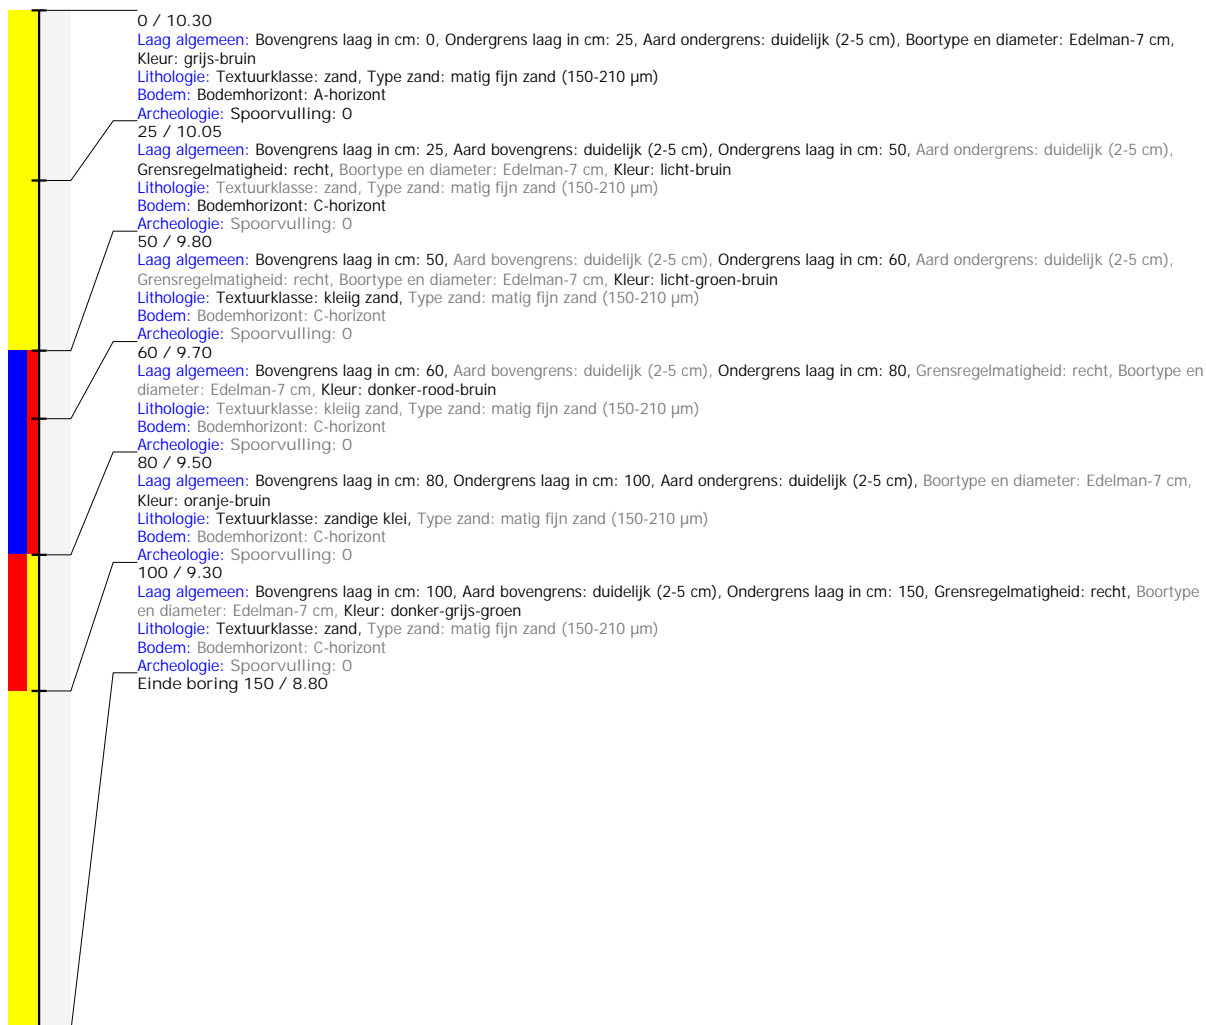 0 / 10.30
Laag algemeen: Bovengrens laag in cm: 0, Ondergrens laag in cm: 25, Aard ondergrens: duidelijk (2-5 cm), Boortype en diameter: Edelman-7 cm,
Kleur: grijs-bruin
Lithologie: Textuurklasse: zand, Type zand: matig fijn zand (150-210 µm)
Bodem: Bodemhorizont: A-horizont
Archeologie: Spoorvulling: 0
25 / 10.05
Laag algemeen: Bovengrens laag in cm: 25, Aard bovengrens: duidelijk (2-5 cm), Ondergrens laag in cm: 50, Aard ondergrens: duidelijk (2-5 cm),
Grensregelmatigheid: recht, Boortype en diameter: Edelman-7 cm, Kleur: licht-bruin
Lithologie: Textuurklasse: zand, Type zand: matig fijn zand (150-210 µm)
Bodem: Bodemhorizont: C-horizont
Archeologie: Spoorvulling: 0
50 / 9.80
Laag algemeen: Bovengrens laag in cm: 50, Aard bovengrens: duidelijk (2-5 cm), Ondergrens laag in cm: 60, Aard ondergrens: duidelijk (2-5 cm),
Grensregelmatigheid: recht, Boortype en diameter: Edelman-7 cm, Kleur: licht-groen-bruin
Lithologie: Textuurklasse: kleiig zand, Type zand: matig fijn zand (150-210 µm)
Bodem: Bodemhorizont: C-horizont
Archeologie: Spoorvulling: 0
60 / 9.70
Laag algemeen: Bovengrens laag in cm: 60, Aard bovengrens: duidelijk (2-5 cm), Ondergrens laag in cm: 80, Grensregelmatigheid: recht, Boortype en
diameter: Edelman-7 cm, Kleur: donker-rood-bruin
Lithologie: Textuurklasse: kleiig zand, Type zand: matig fijn zand (150-210 µm)
Bodem: Bodemhorizont: C-horizont
Archeologie: Spoorvulling: 0
80 / 9.50
Laag algemeen: Bovengrens laag in cm: 80, Ondergrens laag in cm: 100, Aard ondergrens: duidelijk (2-5 cm), Boortype en diameter: Edelman-7 cm,
Kleur: oranje-bruin
Lithologie: Textuurklasse: zandige klei, Type zand: matig fijn zand (150-210 µm)
Bodem: Bodemhorizont: C-horizont
Archeologie: Spoorvulling: 0
100 / 9.30
Laag algemeen: Bovengrens laag in cm: 100, Aard bovengrens: duidelijk (2-5 cm), Ondergrens laag in cm: 150, Grensregelmatigheid: recht, Boortype
en diameter: Edelman-7 cm, Kleur: donker-grijs-groen
Lithologie: Textuurklasse: zand, Type zand: matig fijn zand (150-210 µm)
Bodem: Bodemhorizont: C-horizont
Archeologie: Spoorvulling: 0
Einde boring 150 / 8.80